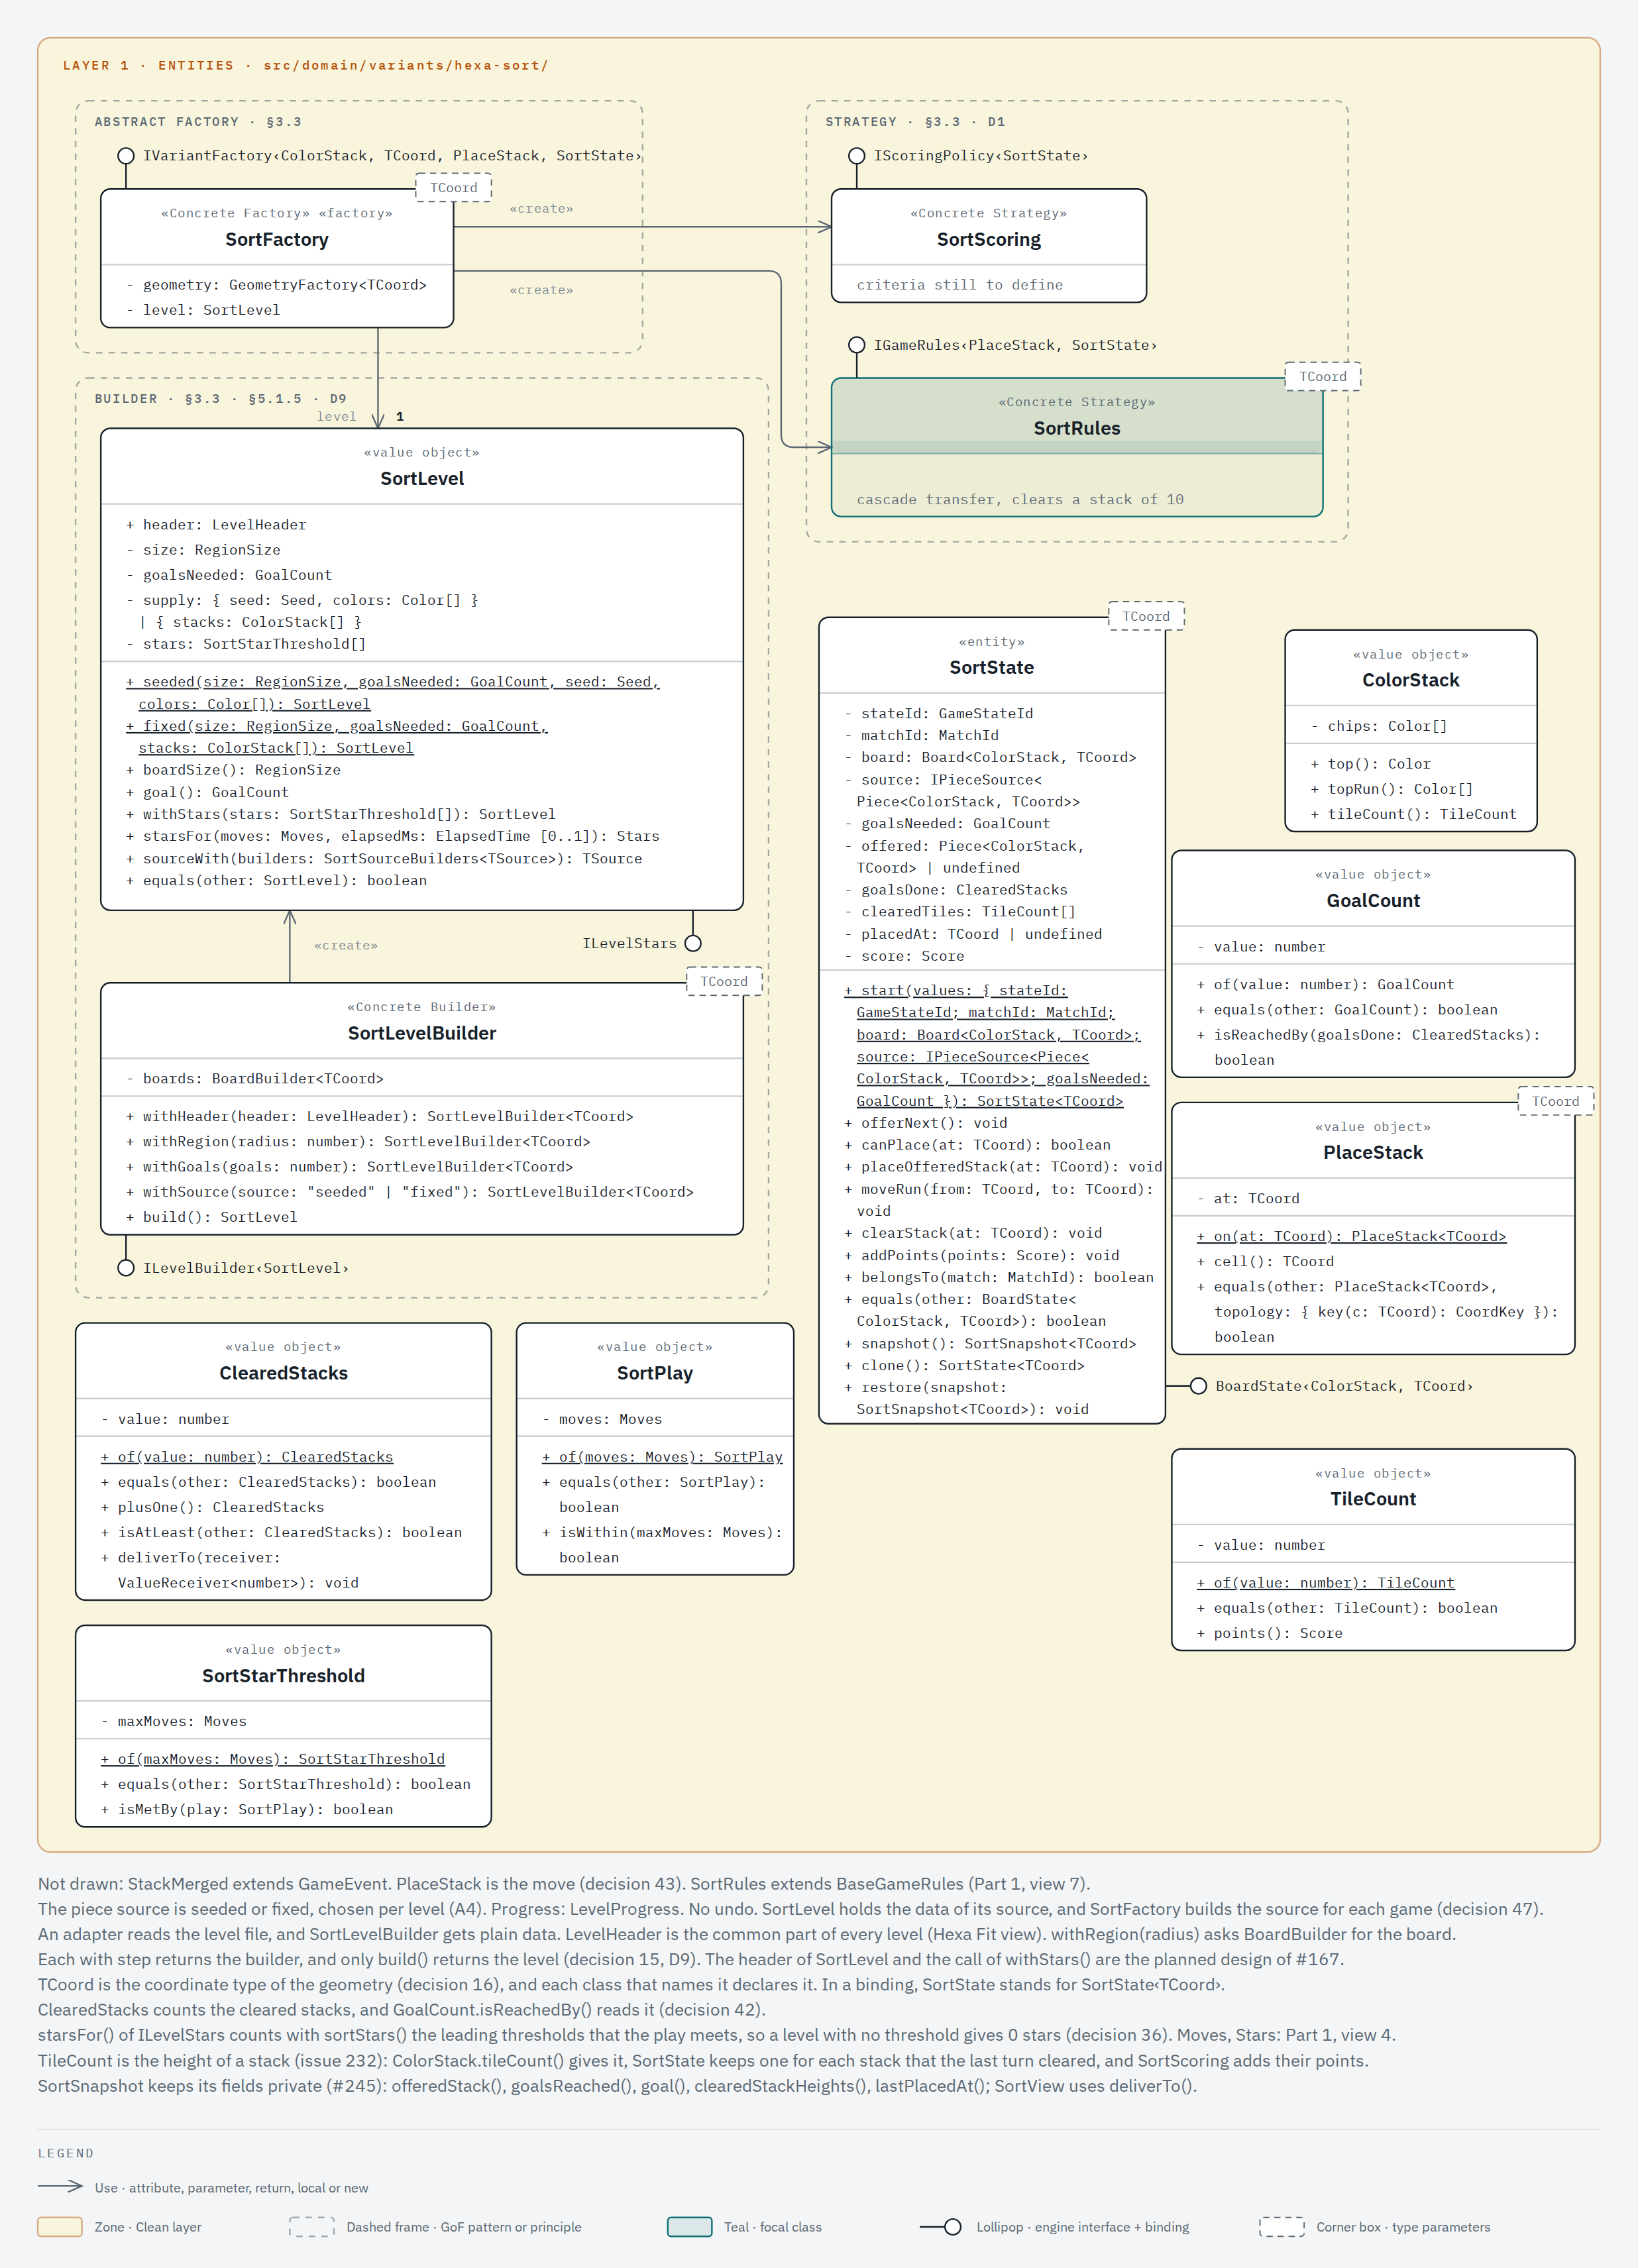 LAYER 1 · ENTITIES · src/domain/variants/hexa-sort/
ABSTRACT FACTORY · §3.3
IVariantFactory‹ColorStack, TCoord, PlaceStack, SortState›
TCoord
«Concrete Factory» «factory»
SortFactory
- geometry: GeometryFactory<TCoord>
- level: SortLevel
«create»
«create»
STRATEGY · §3.3 · D1
IScoringPolicy‹SortState›
«Concrete Strategy»
SortScoring
criteria still to define
IGameRules‹PlaceStack, SortState›
TCoord
«Concrete Strategy»
SortRules
cascade transfer, clears a stack of 10
BUILDER · §3.3 · §5.1.5 · D9
level 1
«value object»
SortLevel
+ header: LevelHeader
- size: RegionSize
- goalsNeeded: GoalCount
- supply: { seed: Seed, colors: Color[] }
| { stacks: ColorStack[] }
- stars: SortStarThreshold[]
+ seeded(size: RegionSize, goalsNeeded: GoalCount, seed: Seed,
colors: Color[]): SortLevel
+ fixed(size: RegionSize, goalsNeeded: GoalCount,
stacks: ColorStack[]): SortLevel
+ boardSize(): RegionSize
+ goal(): GoalCount
+ withStars(stars: SortStarThreshold[]): SortLevel
+ starsFor(moves: Moves, elapsedMs: ElapsedTime [0..1]): Stars
+ sourceWith(builders: SortSourceBuilders<TSource>): TSource
+ equals(other: SortLevel): boolean
«create»
ILevelStars
TCoord
«Concrete Builder»
SortLevelBuilder
- boards: BoardBuilder<TCoord>
+ withHeader(header: LevelHeader): SortLevelBuilder<TCoord>
+ withRegion(radius: number): SortLevelBuilder<TCoord>
+ withGoals(goals: number): SortLevelBuilder<TCoord>
+ withSource(source: "seeded" | "fixed"): SortLevelBuilder<TCoord>
+ build(): SortLevel
ILevelBuilder‹SortLevel›
TCoord
«entity»
SortState
- stateId: GameStateId
- matchId: MatchId
- board: Board<ColorStack, TCoord>
- source: IPieceSource<
Piece<ColorStack, TCoord>>
- goalsNeeded: GoalCount
- offered: Piece<ColorStack,
TCoord> | undefined
- goalsDone: ClearedStacks
- clearedTiles: TileCount[]
- placedAt: TCoord | undefined
- score: Score
+ start(values: { stateId:
GameStateId; matchId: MatchId;
board: Board<ColorStack, TCoord>;
source: IPieceSource<Piece<
ColorStack, TCoord>>; goalsNeeded:
GoalCount }): SortState<TCoord>
+ offerNext(): void
+ canPlace(at: TCoord): boolean
+ placeOfferedStack(at: TCoord): void
+ moveRun(from: TCoord, to: TCoord):
void
+ clearStack(at: TCoord): void
+ addPoints(points: Score): void
+ belongsTo(match: MatchId): boolean
+ equals(other: BoardState<
ColorStack, TCoord>): boolean
+ snapshot(): SortSnapshot<TCoord>
+ clone(): SortState<TCoord>
+ restore(snapshot:
SortSnapshot<TCoord>): void
BoardState‹ColorStack, TCoord›
«value object»
ColorStack
- chips: Color[]
+ top(): Color
+ topRun(): Color[]
+ tileCount(): TileCount
«value object»
GoalCount
- value: number
+ of(value: number): GoalCount
+ equals(other: GoalCount): boolean
+ isReachedBy(goalsDone: ClearedStacks):
boolean
TCoord
«value object»
PlaceStack
- at: TCoord
+ on(at: TCoord): PlaceStack<TCoord>
+ cell(): TCoord
+ equals(other: PlaceStack<TCoord>,
topology: { key(c: TCoord): CoordKey }):
boolean
«value object»
ClearedStacks
- value: number
+ of(value: number): ClearedStacks
+ equals(other: ClearedStacks): boolean
+ plusOne(): ClearedStacks
+ isAtLeast(other: ClearedStacks): boolean
+ deliverTo(receiver:
ValueReceiver<number>): void
«value object»
SortPlay
- moves: Moves
+ of(moves: Moves): SortPlay
+ equals(other: SortPlay):
boolean
+ isWithin(maxMoves: Moves):
boolean
«value object»
TileCount
- value: number
+ of(value: number): TileCount
+ equals(other: TileCount): boolean
+ points(): Score
«value object»
SortStarThreshold
- maxMoves: Moves
+ of(maxMoves: Moves): SortStarThreshold
+ equals(other: SortStarThreshold): boolean
+ isMetBy(play: SortPlay): boolean
Not drawn: StackMerged extends GameEvent. PlaceStack is the move (decision 43). SortRules extends BaseGameRules (Part 1, view 7).
The piece source is seeded or fixed, chosen per level (A4). Progress: LevelProgress. No undo. SortLevel holds the data of its source, and SortFactory builds the source for each game (decision 47).
An adapter reads the level file, and SortLevelBuilder gets plain data. LevelHeader is the common part of every level (Hexa Fit view). withRegion(radius) asks BoardBuilder for the board.
Each with step returns the builder, and only build() returns the level (decision 15, D9). The header of SortLevel and the call of withStars() are the planned design of #167.
TCoord is the coordinate type of the geometry (decision 16), and each class that names it declares it. In a binding, SortState stands for SortState‹TCoord›.
ClearedStacks counts the cleared stacks, and GoalCount.isReachedBy() reads it (decision 42).
starsFor() of ILevelStars counts with sortStars() the leading thresholds that the play meets, so a level with no threshold gives 0 stars (decision 36). Moves, Stars: Part 1, view 4.
TileCount is the height of a stack (issue 232): ColorStack.tileCount() gives it, SortState keeps one for each stack that the last turn cleared, and SortScoring adds their points.
SortSnapshot keeps its fields private (#245): offeredStack(), goalsReached(), goal(), clearedStackHeights(), lastPlacedAt(); SortView uses deliverTo().
LEGEND
Use · attribute, parameter, return, local or new
Zone · Clean layer
Dashed frame · GoF pattern or principle
Teal · focal class
Lollipop · engine interface + binding
Corner box · type parameters